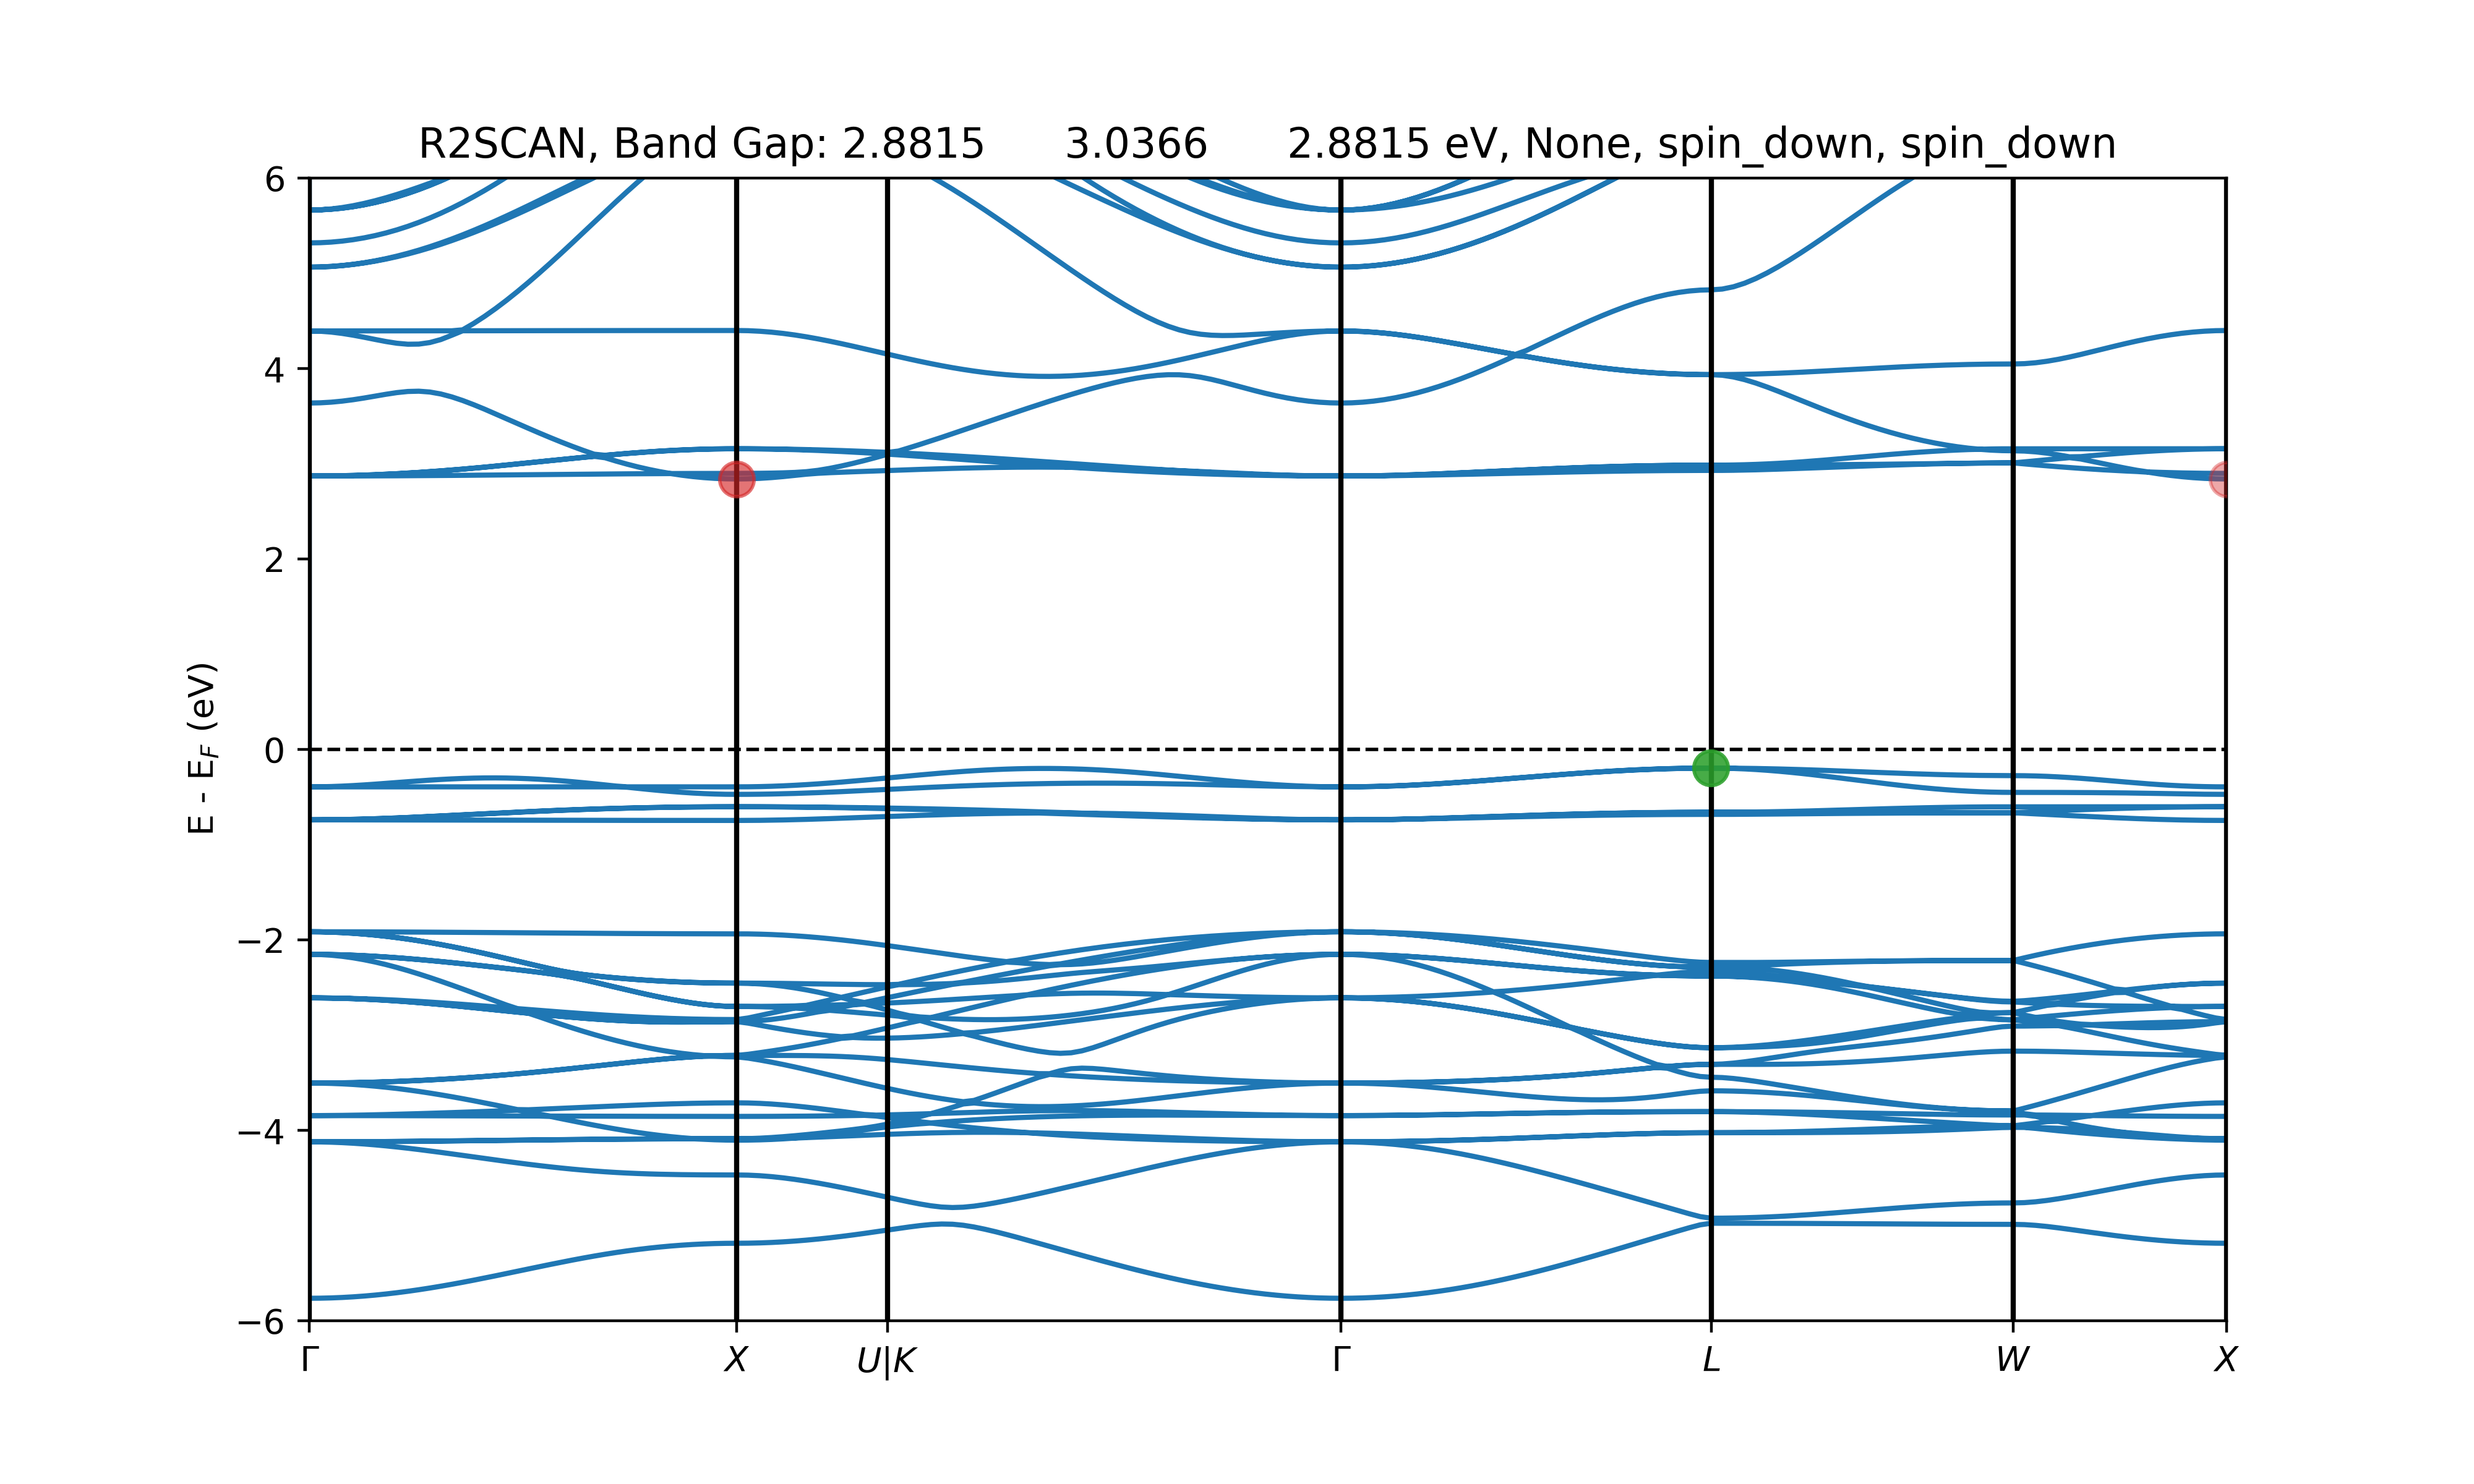 R2SCAN, Band Gap: 2.8815 3.0366 2.8815 eV, None, spin_down, spin_down
6
4
2
0
−2
−4
−6
E - E_F (eV)
Γ X U|K Γ L W X